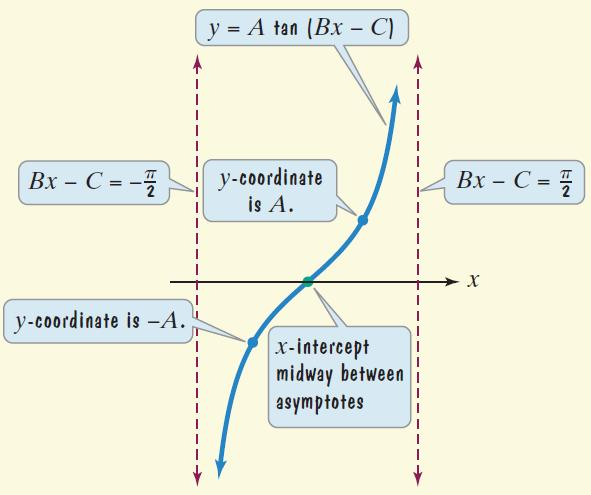 y = A tan (Bx − C)
Bx − C = −π/2
y-coordinate
is A.
Bx − C = π/2
x
y-coordinate is −A.
x-intercept
midway between
asymptotes